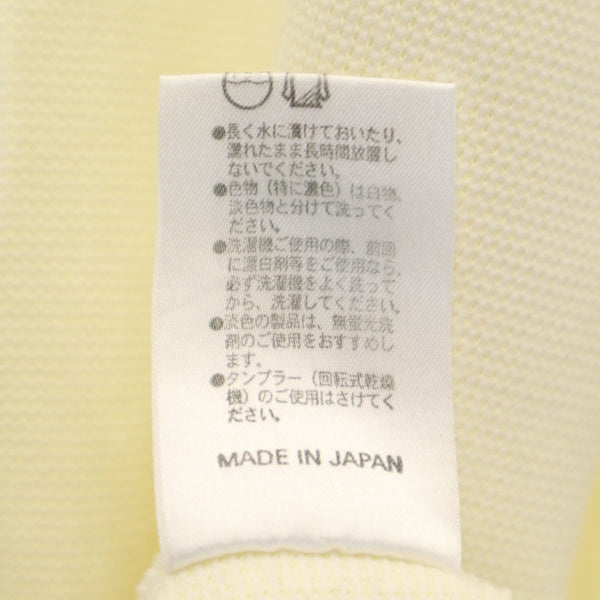 ●長く水に漬けておいたり、
濡れたまま長時間放置し
ないでください。
●色物（特に濃色）は白物、
淡色物と分けて洗ってく
ださい。
●洗濯機ご使用の際、前回
に漂白剤等をご使用なら、
必ず洗濯機をよく洗って
から、洗濯してください。
●淡色の製品は、無蛍光洗
剤のご使用をおすすめし
ます。
●タンブラー（回転式乾燥
機）のご使用はさけてく
ださい。
MADE IN JAPAN